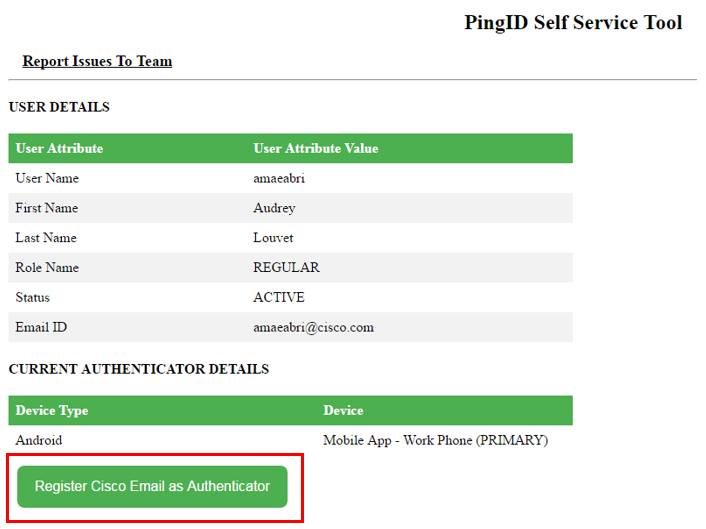 PingID Self Service Tool
Report Issues To Team
USER DETAILS
User Attribute User Attribute Value
User Name amaeabri
First Name Audrey
Last Name Louvet
Role Name REGULAR
Status ACTIVE
Email ID amaeabri@cisco.com
CURRENT AUTHENTICATOR DETAILS
Device Type Device
Android Mobile App - Work Phone (PRIMARY)
Register Cisco Email as Authenticator